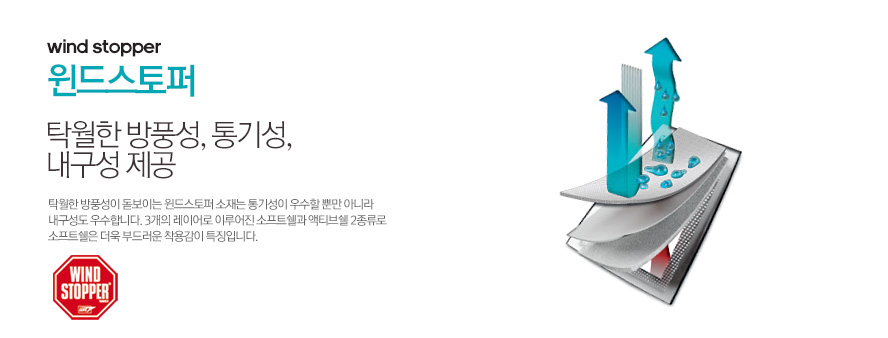 wind stopper
윈드스토퍼
탁월한 방풍성, 통기성,
내구성 제공
탁월한 방풍성이 돋보이는 윈드스토퍼 소재는 통기성이 우수할 뿐만 아니라
내구성도 우수합니다. 3개의 레이어로 이루어진 소프트쉘과 액티브쉘 2종류로
소프트쉘은 더욱 부드러운 착용감이 특징입니다.
WIND
STOPPER®